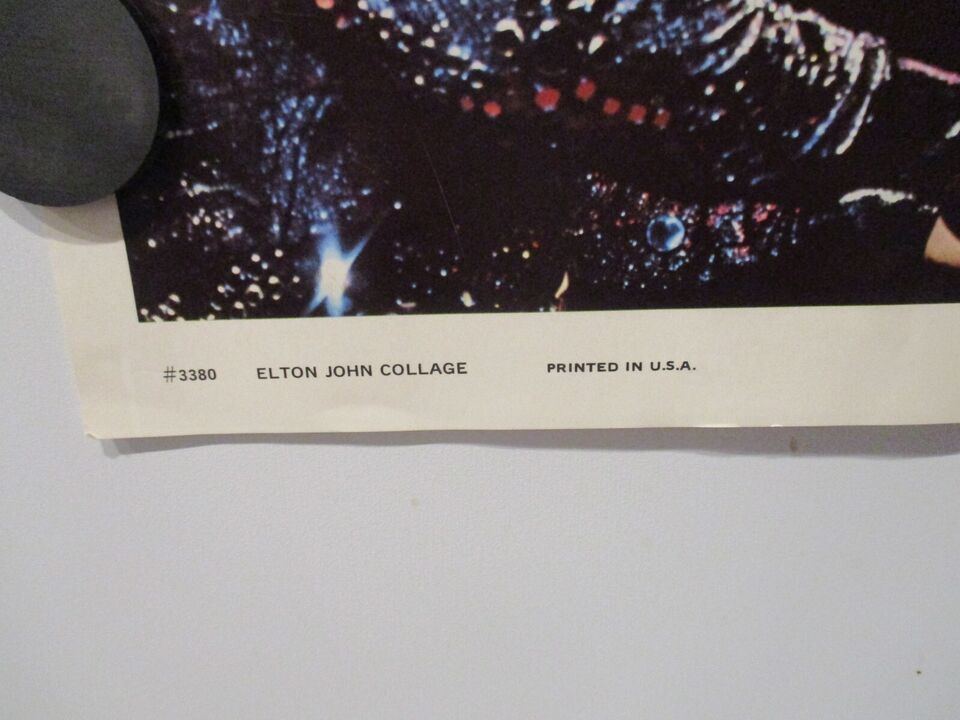 #3380 ELTON JOHN COLLAGE PRINTED IN U.S.A.